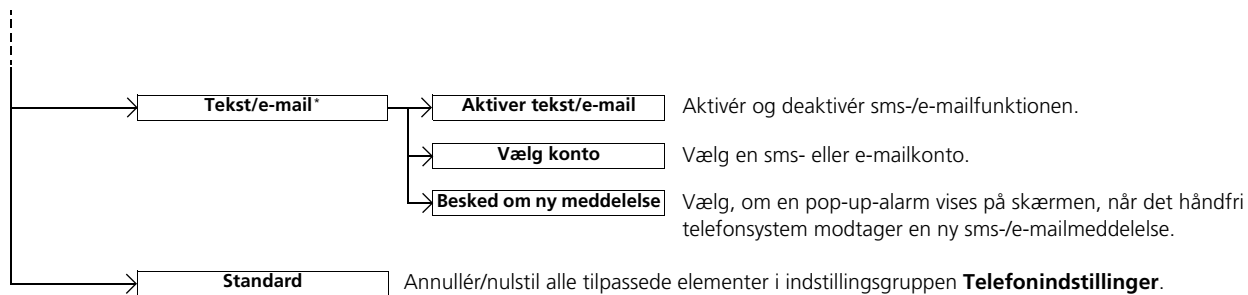 Tekst/e-mail*
Aktiver tekst/e-mail
Aktivér og deaktivér sms-/e-mailfunktionen.
Vælg konto
Vælg en sms- eller e-mailkonto.
Besked om ny meddelelse
Vælg, om en pop-up-alarm vises på skærmen, når det håndfri
telefonsystem modtager en ny sms-/e-mailmeddelelse.
Standard
Annullér/nulstil alle tilpassede elementer i indstillingsgruppen Telefonindstillinger.